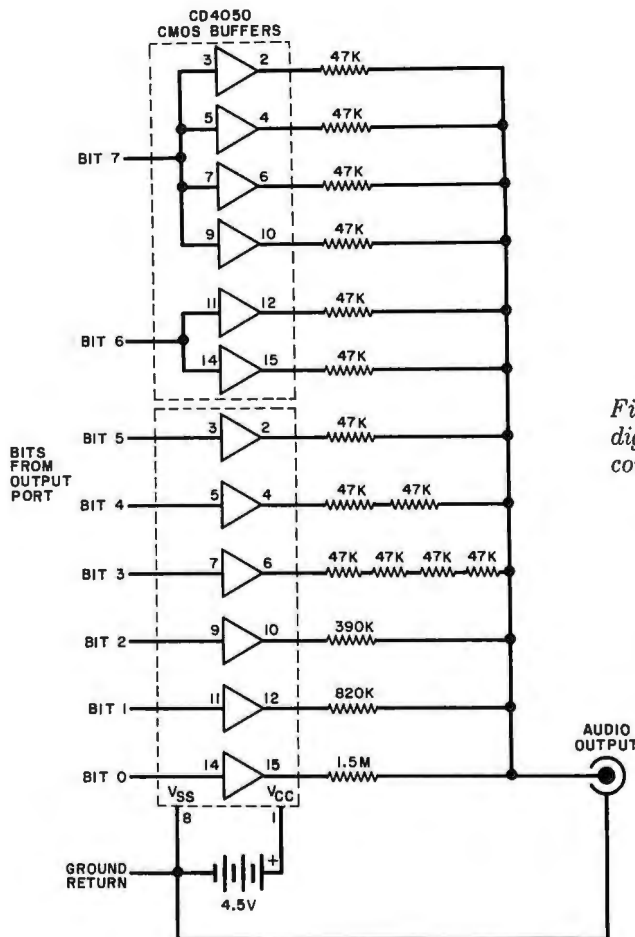 CD4050
CMOS BUFFERS
3 2 47K
5 4 47K
BIT 7
7 6 47K
9 10 47K
11 12 47K
BIT 6
14 15 47K
3 2 47K
BIT 5
BITS
FROM
OUTPUT
PORT
5 4 47K 47K
BIT 4
7 6 47K 47K 47K 47K
BIT 3
9 10 390K
BIT 2
11 12 820K
BIT 1
14 15 1.5M
BIT 0
VSS VCC
8 1
GROUND
RETURN
+
4.5V
AUDIO
OUTPUT
Fi
dig
co